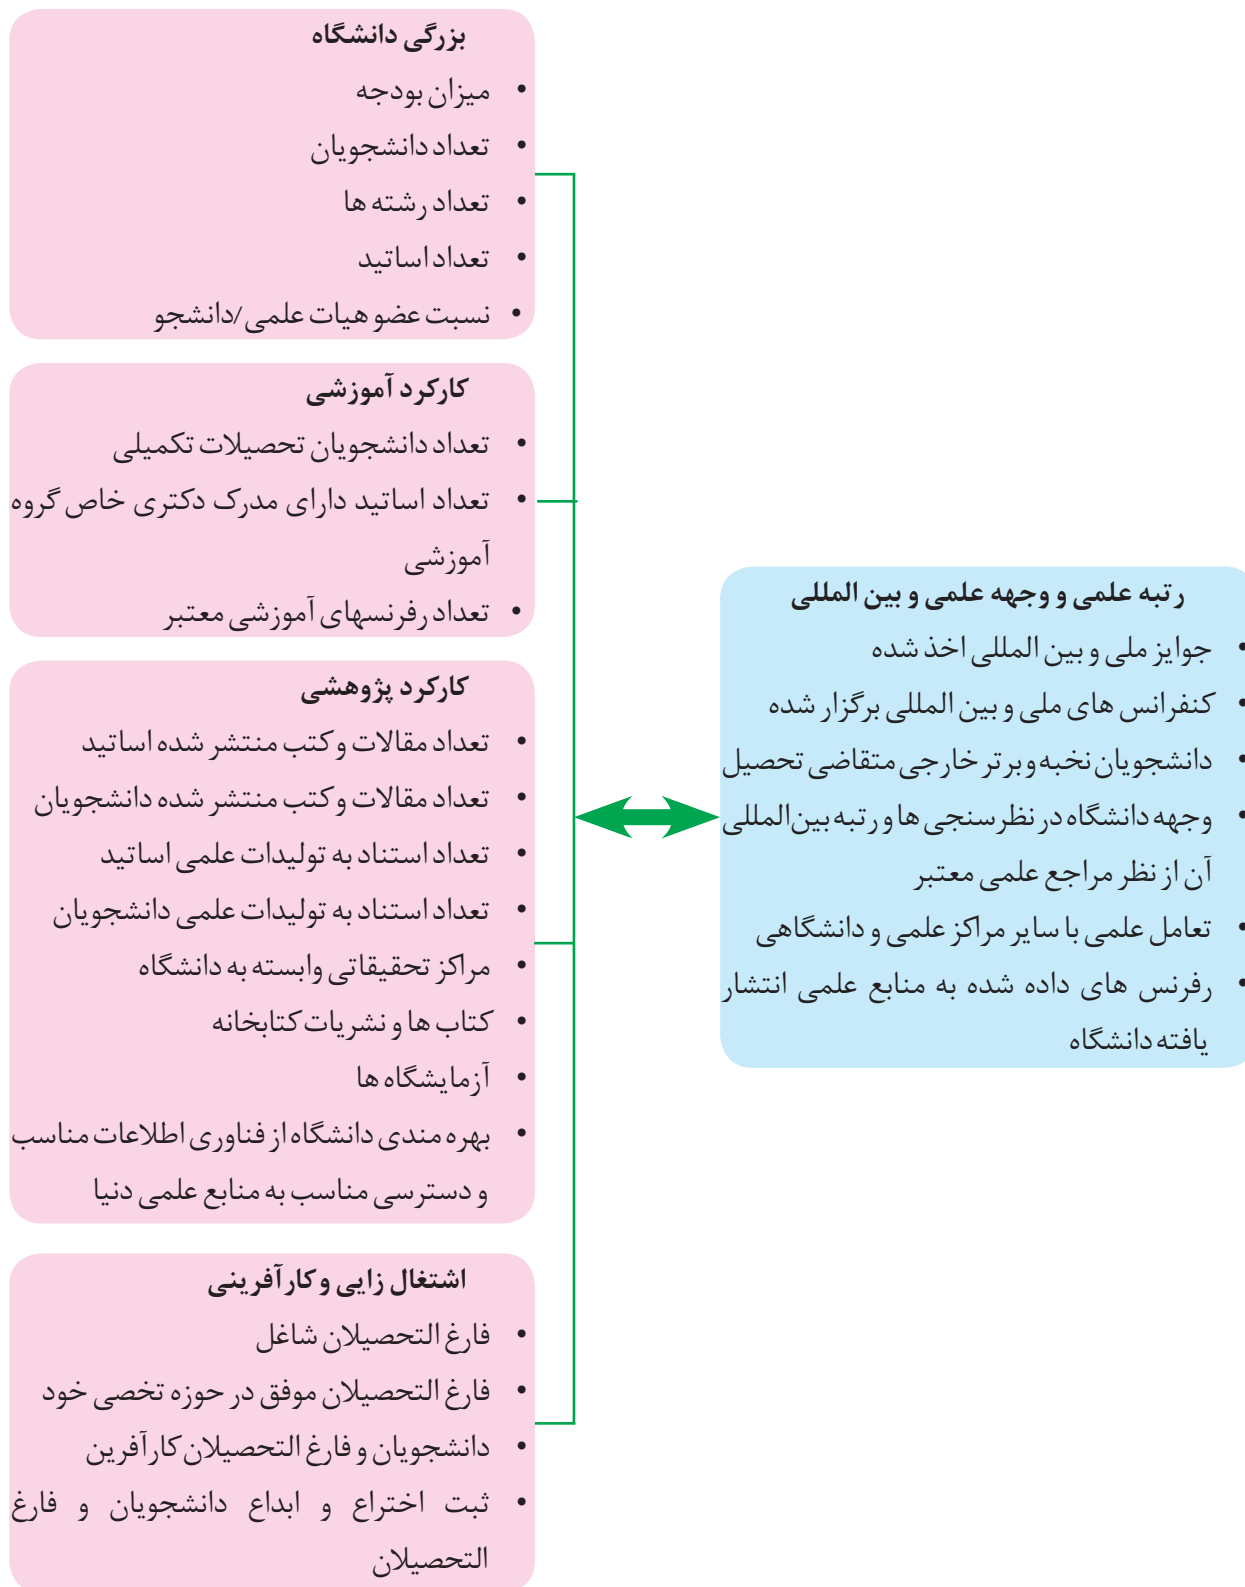 بزرگی دانشگاه
• میزان بودجه
• تعداد دانشجویان
• تعداد رشته ها
• تعداد اساتید
• نسبت عضو هیات علمی/دانشجو
کارکرد آموزشی
• تعداد دانشجویان تحصیلات تکمیلی
• تعداد اساتید دارای مدرک دکتری خاص گروه
آموزشی
• تعداد رفرنسهای آموزشی معتبر
کارکرد پژوهشی
• تعداد مقالات و کتب منتشر شده اساتید
• تعداد مقالات و کتب منتشر شده دانشجویان
• تعداد استناد به تولیدات علمی اساتید
• تعداد استناد به تولیدات علمی دانشجویان
• مراکز تحقیقاتی وابسته به دانشگاه
• کتاب ها و نشریات کتابخانه
• آزمایشگاه ها
• بهره مندی دانشگاه از فناوری اطلاعات مناسب
و دسترسی مناسب به منابع علمی دنیا
اشتغال زایی و کارآفرینی
• فارغ التحصیلان شاغل
• فارغ التحصیلان موفق در حوزه تخصی خود
• دانشجویان و فارغ التحصیلان کارآفرین
• ثبت اختراع و ابداع دانشجویان و فارغ
التحصیلان
رتبه علمی و وجهه علمی و بین المللی
• جوایز ملی و بین المللی اخذ شده
• کنفرانس های ملی و بین المللی برگزار شده
• دانشجویان نخبه و برتر خارجی متقاضی تحصیل
• وجهه دانشگاه در نظرسنجی ها و رتبه بین‌المللی
آن از نظر مراجع علمی معتبر
• تعامل علمی با سایر مراکز علمی و دانشگاهی
• رفرنس های داده شده به منابع علمی انتشار
یافته دانشگاه